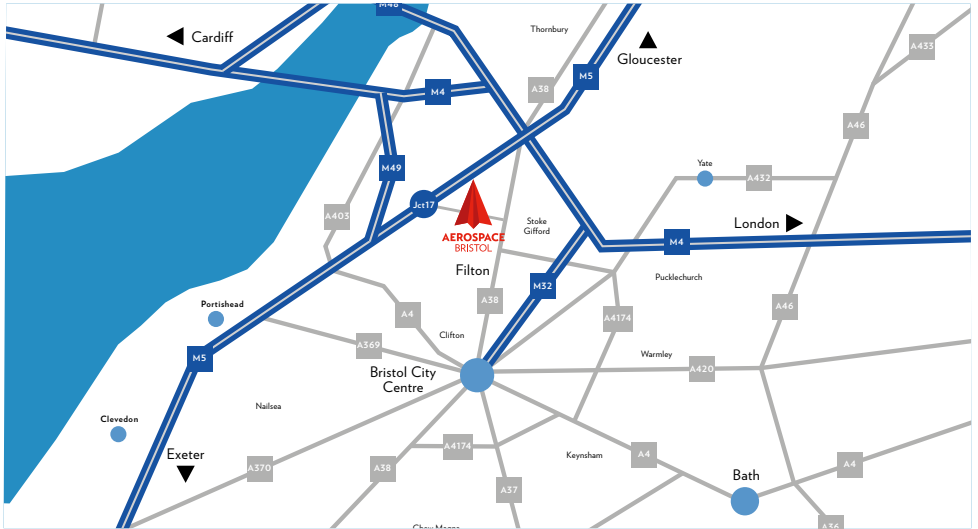 M48
Cardiff
Thornbury
Gloucester
A433
M5
A38
M4
A46
M49
Yate
A432
Jct17
A403
AEROSPACE
BRISTOL
Stoke
Gifford
London
M4
Filton
Pucklechurch
M32
Portishead
A38
A46
A4
A4174
Clifton
A369
Warmley
M5
A420
Bristol City
Centre
Nailsea
Clevedon
A4174
Exeter
A370
A38
Keynsham
A4
A4
Bath
A37
A36
Chew Magna